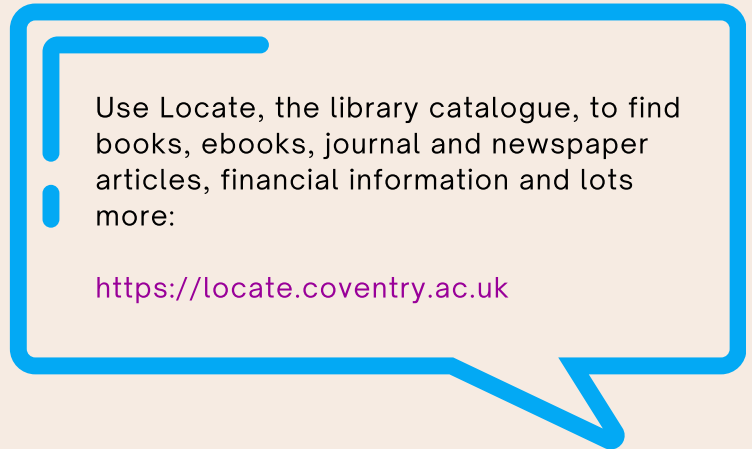 Use Locate, the library catalogue, to find
books, ebooks, journal and newspaper
articles, financial information and lots
more:
https://locate.coventry.ac.uk